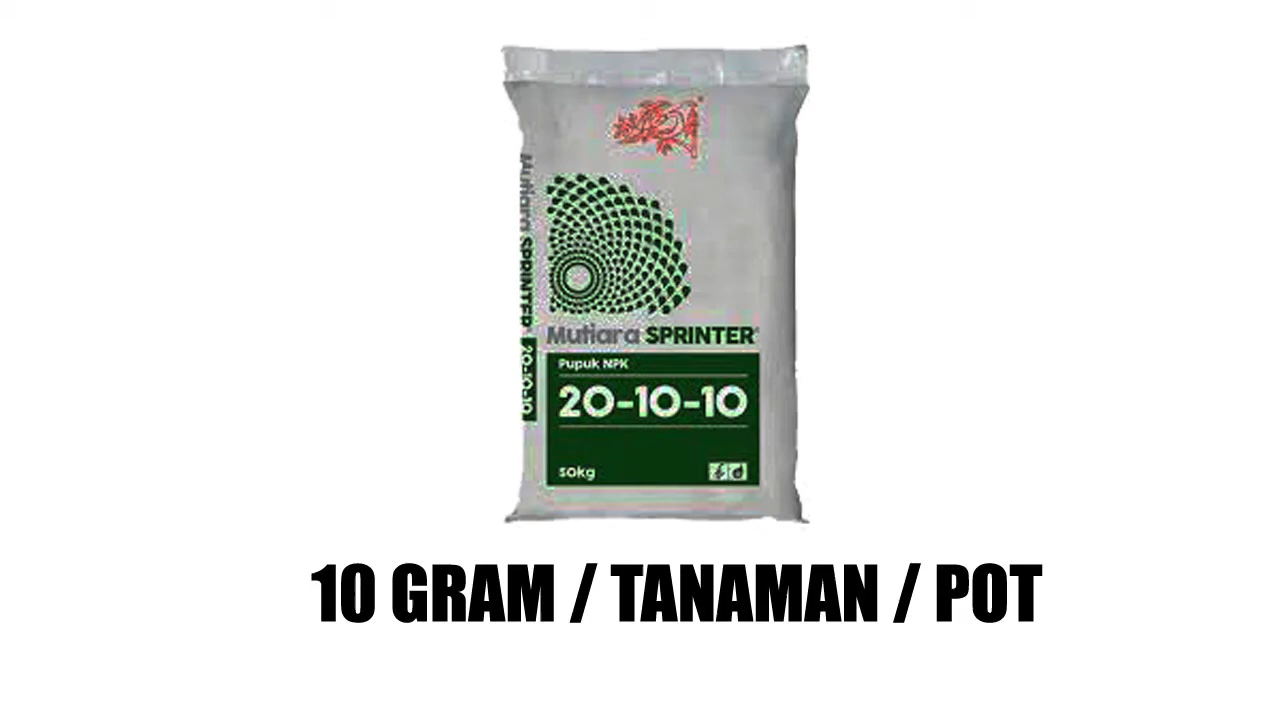 Mutiara SPRINTER
20-10-10
Mutiara SPRINTER
Pupuk NPK
20-10-10
50kg
10 GRAM / TANAMAN / POT